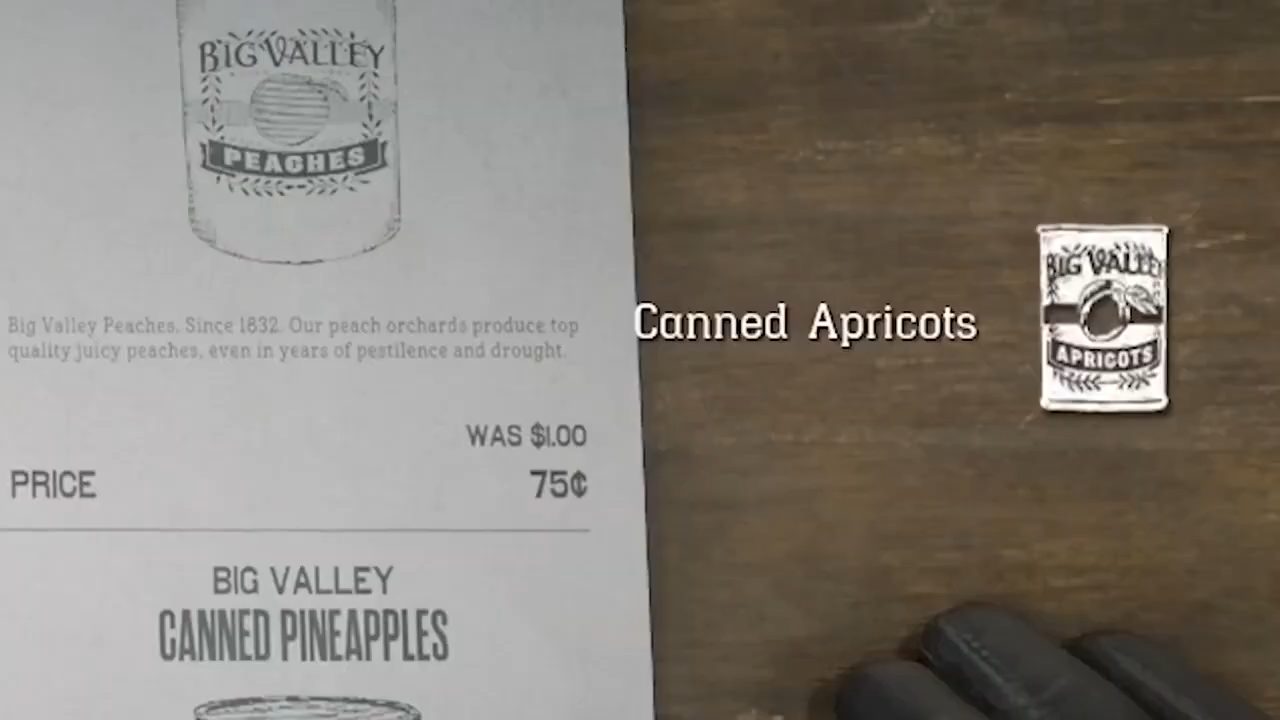 BIG VALLEY
PEACHES
Big Valley Peaches. Since 1832. Our peach orchards produce top
quality juicy peaches, even in years of pestilence and drought.
WAS $1.00
PRICE 75¢
BIG VALLEY
CANNED PINEAPPLES
Canned Apricots
BIG VALLEY
APRICOTS